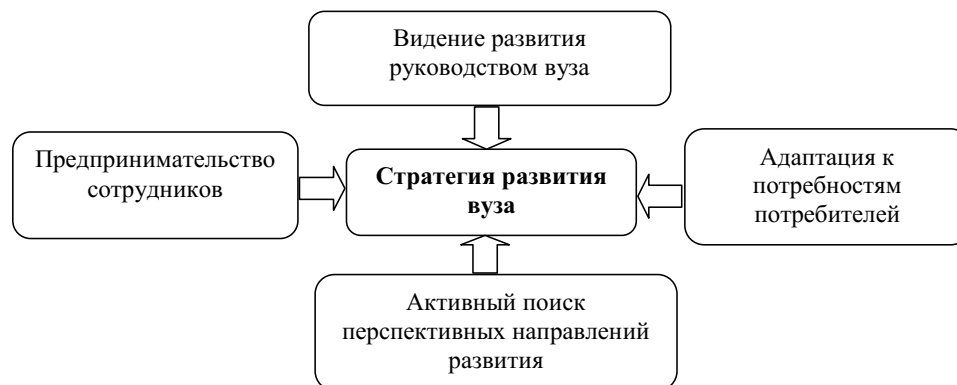 Видение развития
руководством вуза
Предпринимательство
сотрудников
Стратегия развития
вуза
Адаптация к
потребностям
потребителей
Активный поиск
перспективных направлений
развития